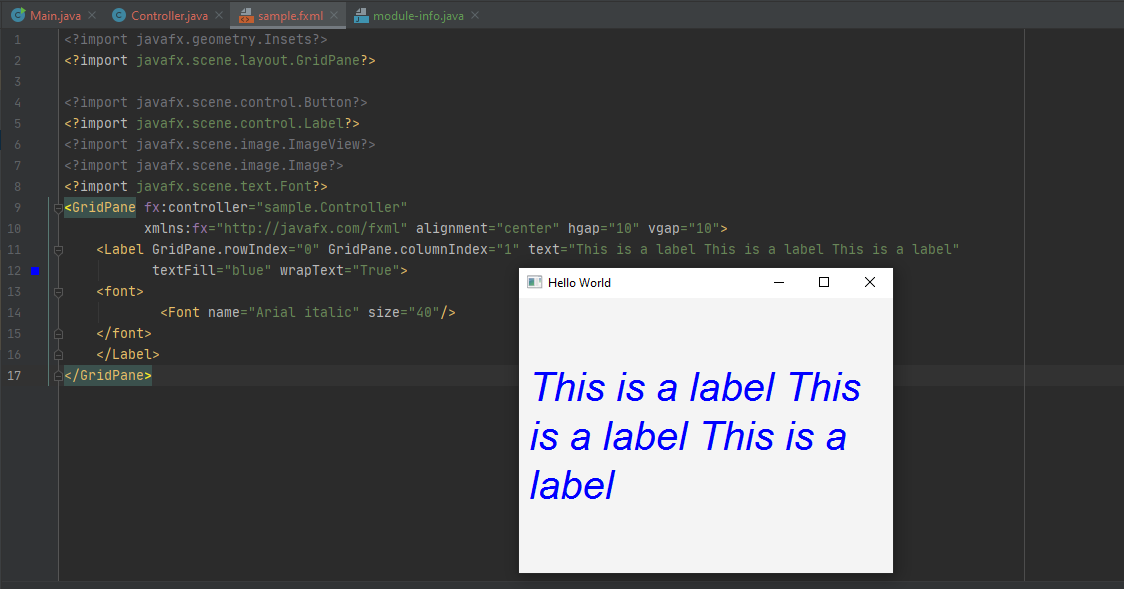 Main.java Controller.java sample.fxml module-info.java
1 <?import javafx.geometry.Insets?>
2 <?import javafx.scene.layout.GridPane?>
3
4 <?import javafx.scene.control.Button?>
5 <?import javafx.scene.control.Label?>
6 <?import javafx.scene.image.ImageView?>
7 <?import javafx.scene.image.Image?>
8 <?import javafx.scene.text.Font?>
9 <GridPane fx:controller="sample.Controller"
10 xmlns:fx="http://javafx.com/fxml" alignment="center" hgap="10" vgap="10">
11 <Label GridPane.rowIndex="0" GridPane.columnIndex="1" text="This is a label This is a label This is a label"
12 textFill="blue" wrapText="True">
13 <font>
14 <Font name="Arial italic" size="40"/>
15 </font>
16 </Label>
17 </GridPane>
Hello World
This is a label This
is a label This is a
label